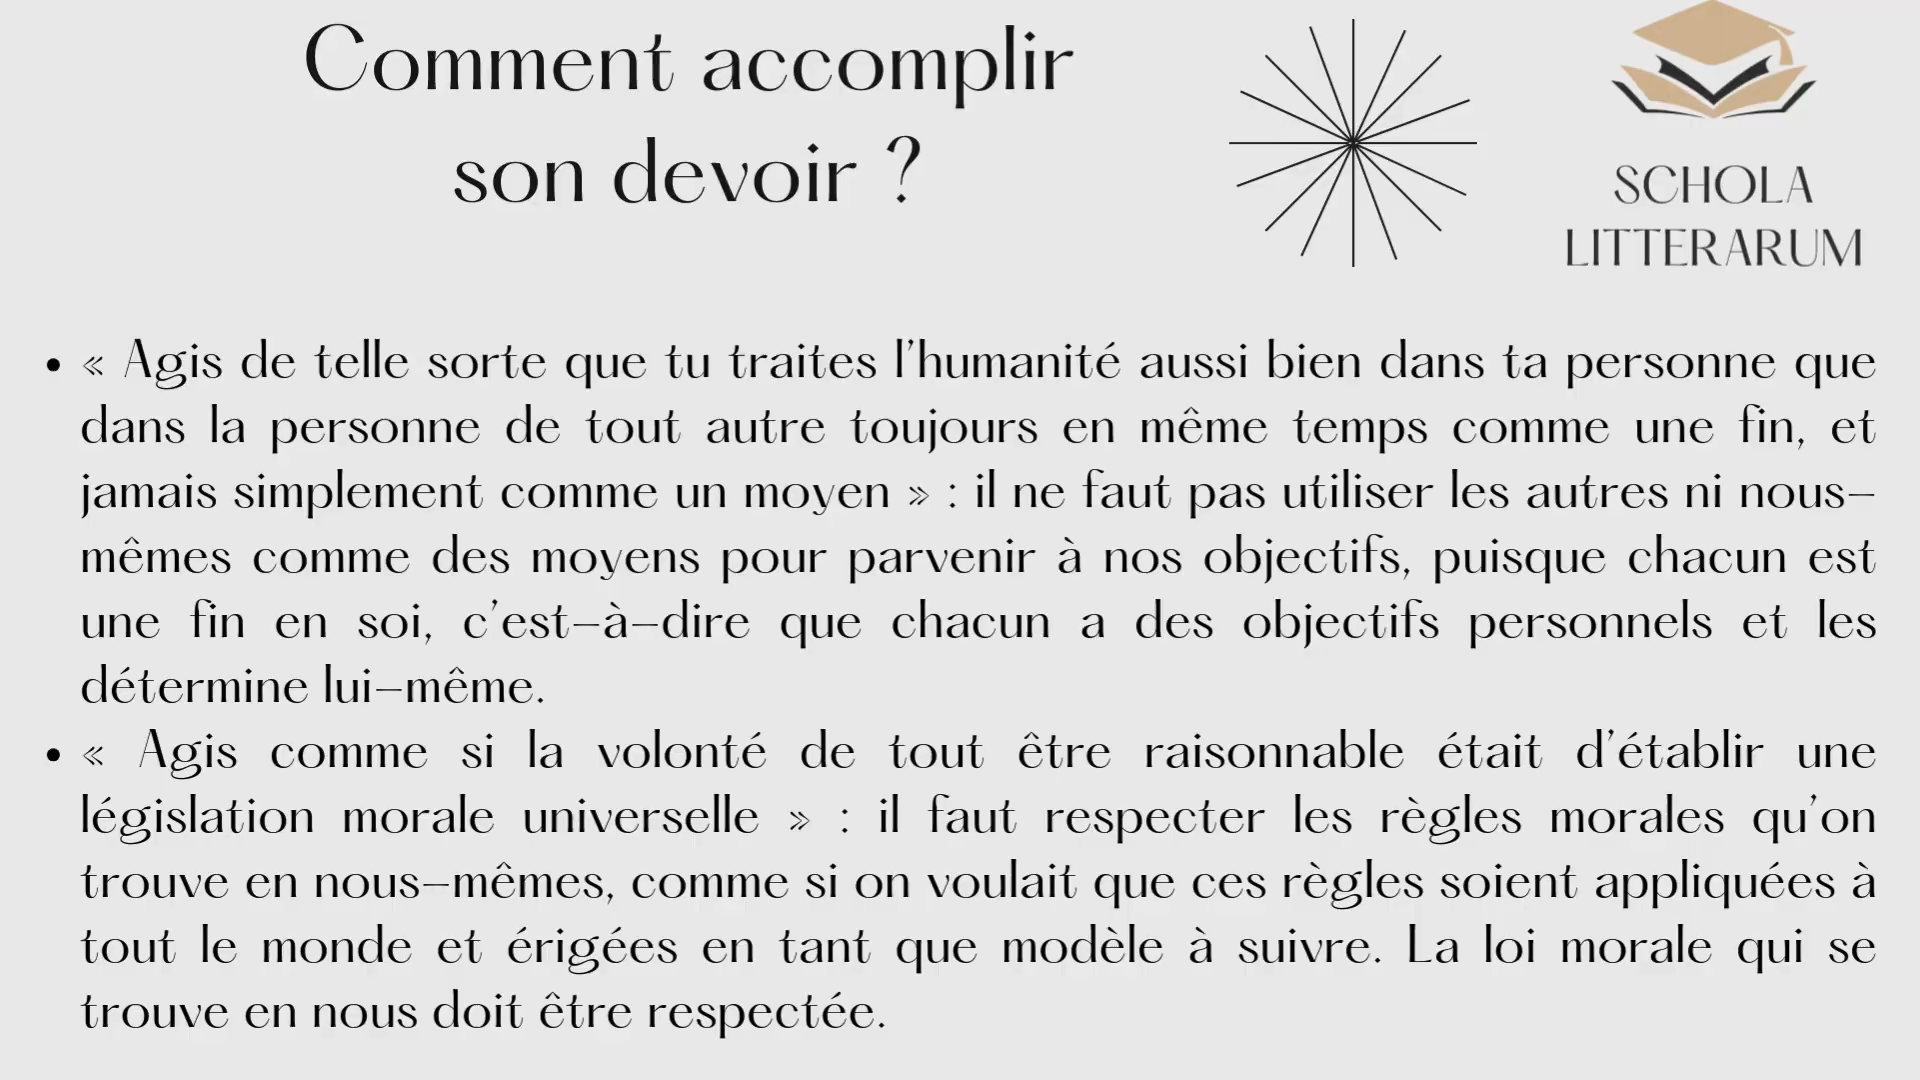 Comment accomplir
son devoir ?
SCHOLA
LITTERARUM
• « Agis de telle sorte que tu traites l’humanité aussi bien dans ta personne que
dans la personne de tout autre toujours en même temps comme une fin, et
jamais simplement comme un moyen » : il ne faut pas utiliser les autres ni nous-
mêmes comme des moyens pour parvenir à nos objectifs, puisque chacun est
une fin en soi, c’est-à-dire que chacun a des objectifs personnels et les
détermine lui-même.
• « Agis comme si la volonté de tout être raisonnable était d’établir une
législation morale universelle » : il faut respecter les règles morales qu’on
trouve en nous-mêmes, comme si on voulait que ces règles soient appliquées à
tout le monde et érigées en tant que modèle à suivre. La loi morale qui se
trouve en nous doit être respectée.